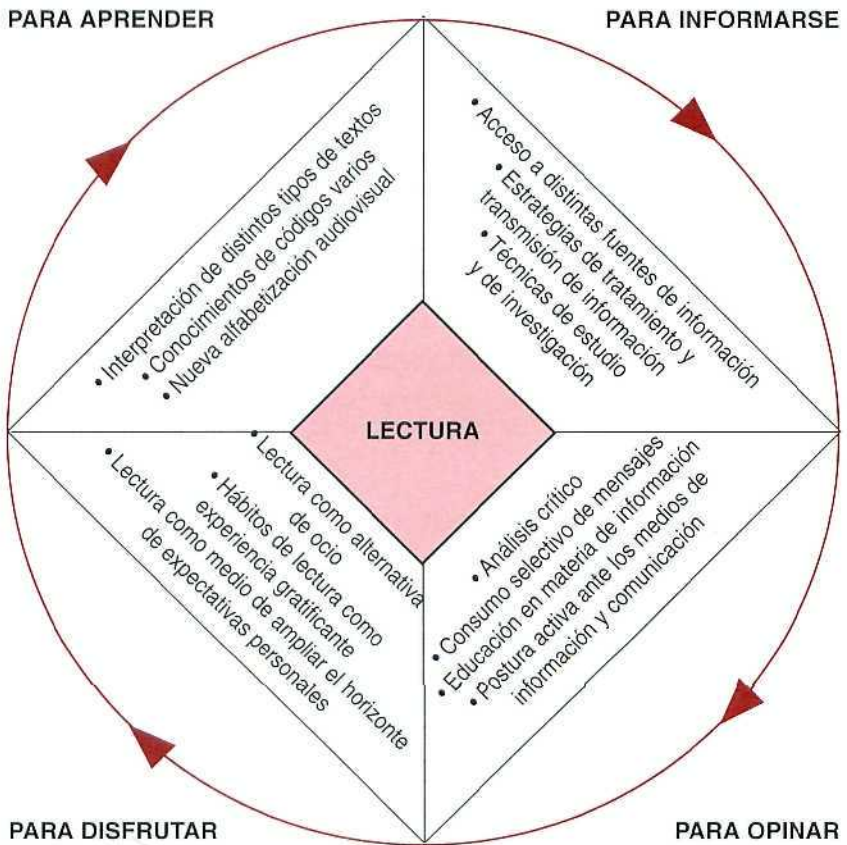 PARA APRENDER
PARA INFORMARSE
• Interpretación de distintos tipos de textos
• Conocimientos de códigos varios
• Nueva alfabetización audiovisual
• Acceso a distintas fuentes de información
• Estrategias de tratamiento y
transmisión de información
• Técnicas de estudio
y de investigación
LECTURA
• Lectura como alternativa
de ocio
• Hábitos de lectura como
experiencia gratificante
• Lectura como medio de ampliar el horizonte
de expectativas personales
• Análisis crítico
• Consumo selectivo de mensajes
• Educación en materia de información
• Postura activa ante los medios de
información y comunicación
PARA DISFRUTAR
PARA OPINAR